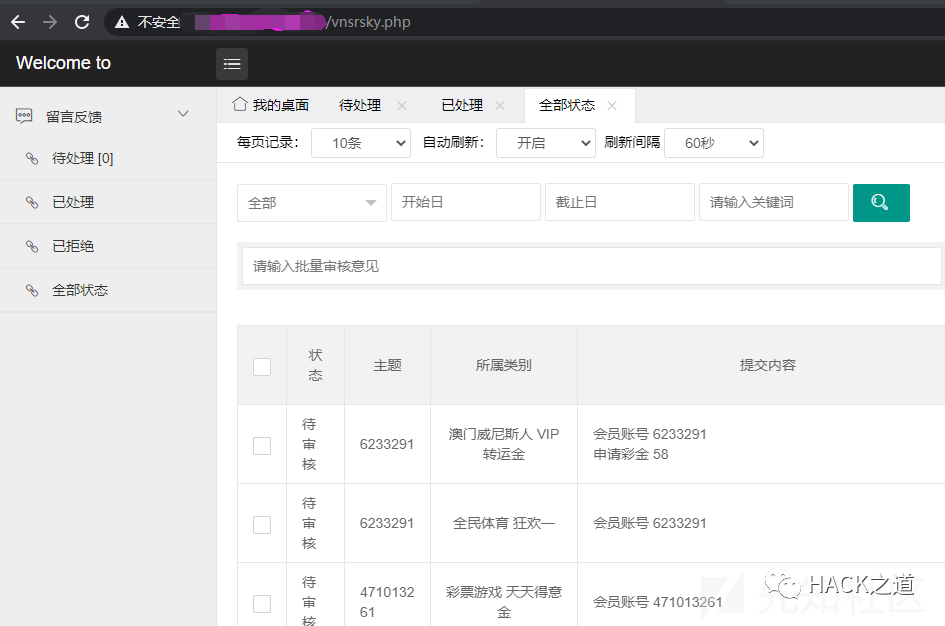 不安全 /vnsrsky.php
Welcome to
我的桌面 待处理 已处理 全部状态
留言反馈
每页记录： 10条 自动刷新： 开启 刷新间隔 60秒
待处理 [0]
已处理
全部 开始日 截止日 请输入关键词
已拒绝
请输入批量审核意见
全部状态
状
态
主题 所属类别 提交内容
待
审
核
6233291
澳门威尼斯人 VIP
转运金
会员账号 6233291
申请彩金 58
待
审
核
6233291
全民体育 狂欢一
会员账号 6233291
待
审
核
4710132
61
彩票游戏 天天得意
金
会员账号 471013261
HACK之道
先知社区